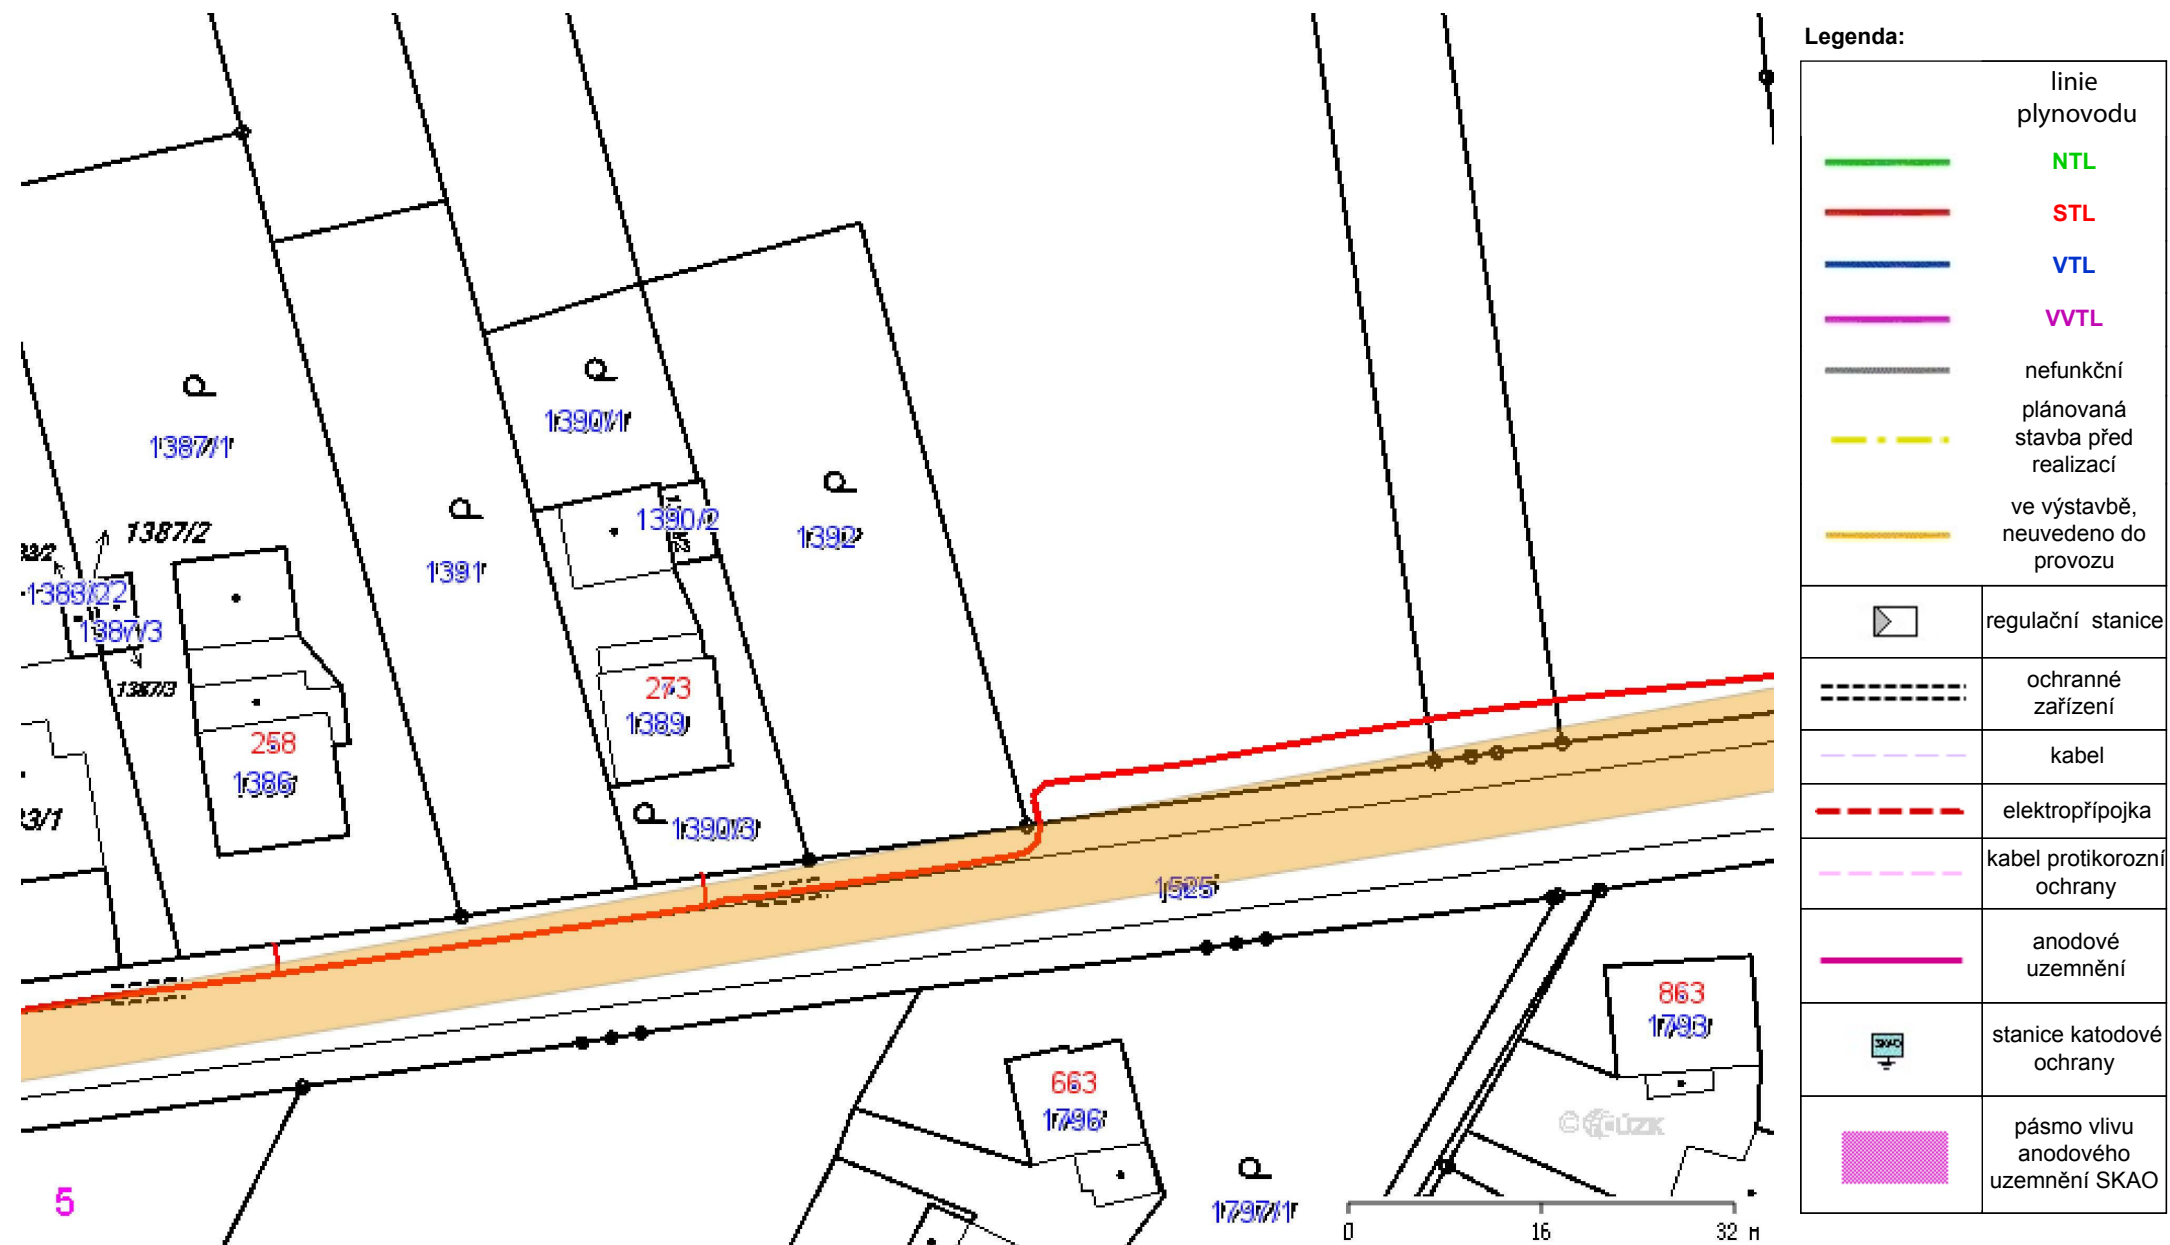 Legenda:
linie
plynovodu
NTL
STL
VTL
VVTL
nefunkční
plánovaná
stavba před
realizací
ve výstavbě,
neuvedeno do
provozu
regulační stanice
ochranné
zařízení
kabel
elektropřípojka
kabel protikorozní
ochrany
anodové
uzemnění
SKAO
stanice katodové
ochrany
pásmo vlivu
anodového
uzemnění SKAO
1387/1
1390/1
1392
1391
1390/2
1387/2
1387/3
1387/3
273
1389
258
1386
3/1
1390/3
1525
863
1793
663
1796
1797/1
5
0 16 32 M